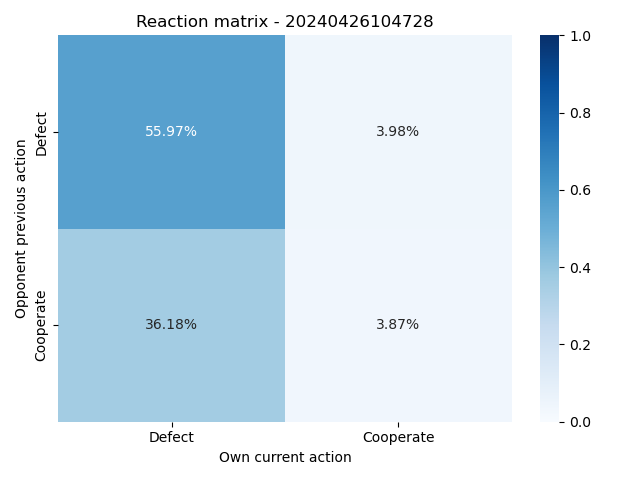 Reaction matrix - 20240426104728
Opponent previous action
Defect
Cooperate
55.97%
3.98%
36.18%
3.87%
Defect
Cooperate
Own current action
1.0
0.8
0.6
0.4
0.2
0.0